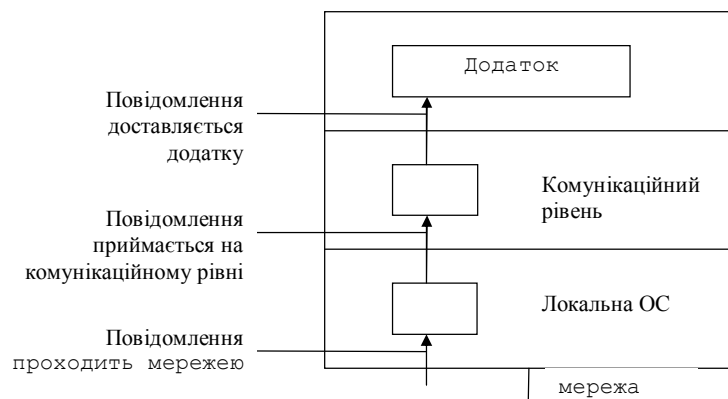 Додаток
Повідомлення
доставляється
додатку
Комунікаційний
рівень
Повідомлення
приймається на
комунікаційному рівні
Локальна ОС
Повідомлення
проходить мережею
мережа